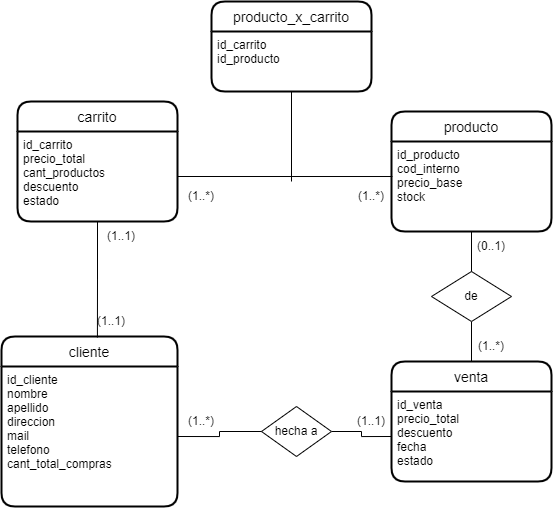 producto_x_carrito
id_carrito
id_producto
carrito
id_carrito
precio_total
cant_productos
descuento
estado
producto
id_producto
cod_interno
precio_base
stock
(1..*)
(1..*)
(1..1)
(0..1)
de
(1..1)
(1..*)
cliente
id_cliente
nombre
apellido
direccion
mail
telefono
cant_total_compras
venta
id_venta
precio_total
descuento
fecha
estado
(1..*)
hecha a
(1..1)